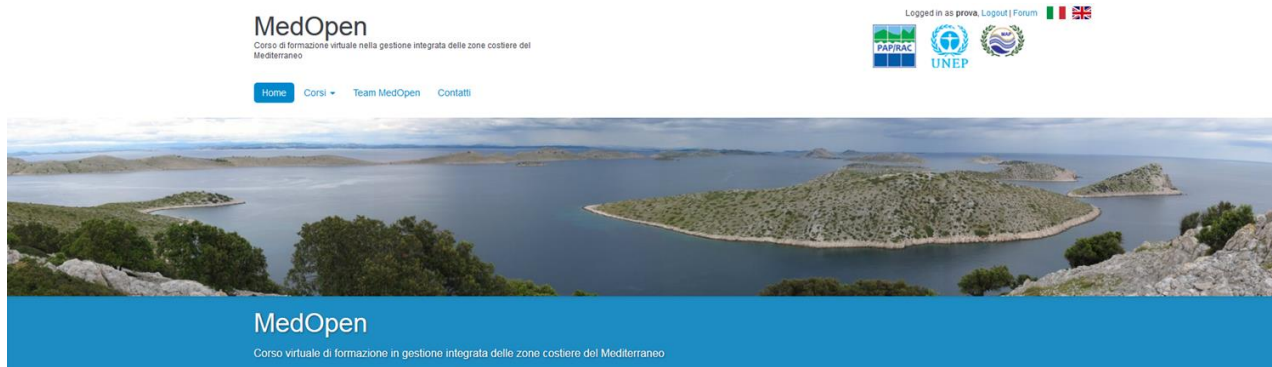 Logged in as prova, Logout | Forum
MedOpen
Corso di formazione virtuale nella gestione integrata delle zone costiere del
Mediterraneo
PAP/RAC
UNEP
MAP
Home Corsi Team MedOpen Contatti
MedOpen
Corso virtuale di formazione in gestione integrata delle zone costiere del Mediterraneo